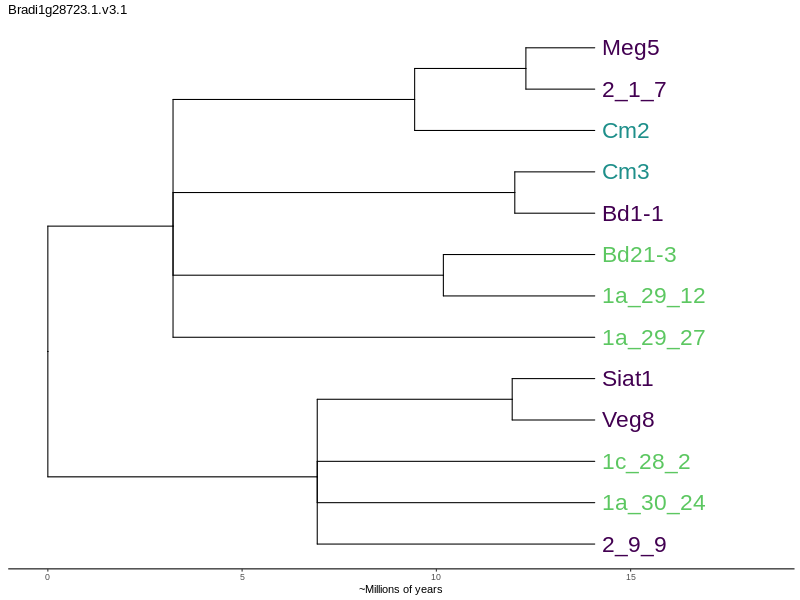 Bradi1g28723.1.v3.1
Meg5
2_1_7
Cm2
Cm3
Bd1-1
Bd21-3
1a_29_12
1a_29_27
Siat1
Veg8
1c_28_2
1a_30_24
2_9_9
0 5 10 15
~Millions of years